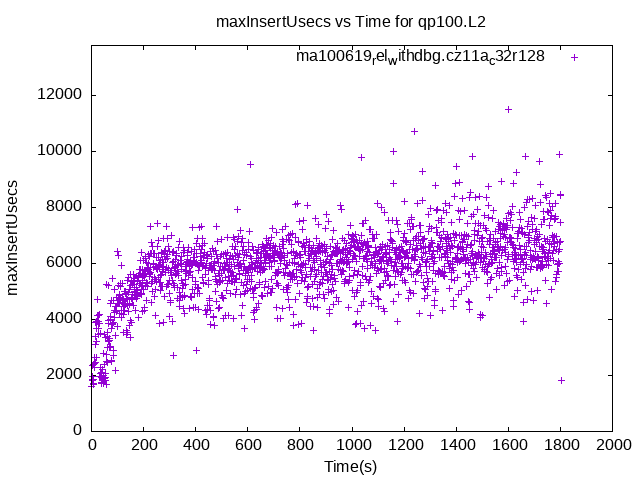 maxInsertUsecs vs Time for qp100.L2
ma100619relwithdbg.cz11ac32r128
maxInsertUsecs
12000
10000
8000
6000
4000
2000
0
0 200 400 600 800 1000 1200 1400 1600 1800 2000
Time(s)